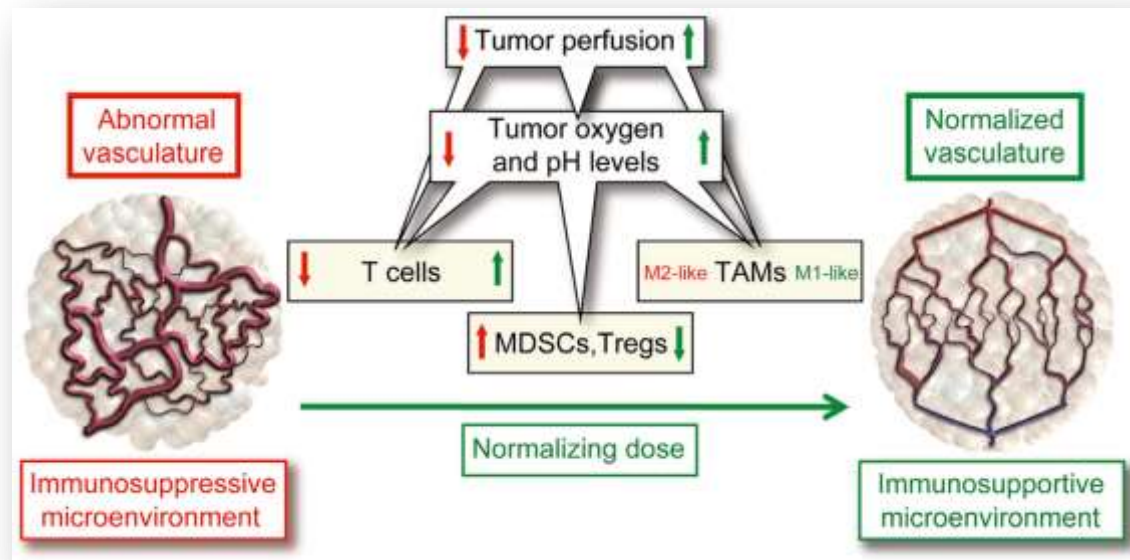 Tumor perfusion
Abnormal
vasculature
Tumor oxygen
and pH levels
Normalized
vasculature
T cells
M2-like TAMs M1-like
MDSCs,Tregs
Normalizing dose
Immunosuppressive
microenvironment
Immunosupportive
microenvironment